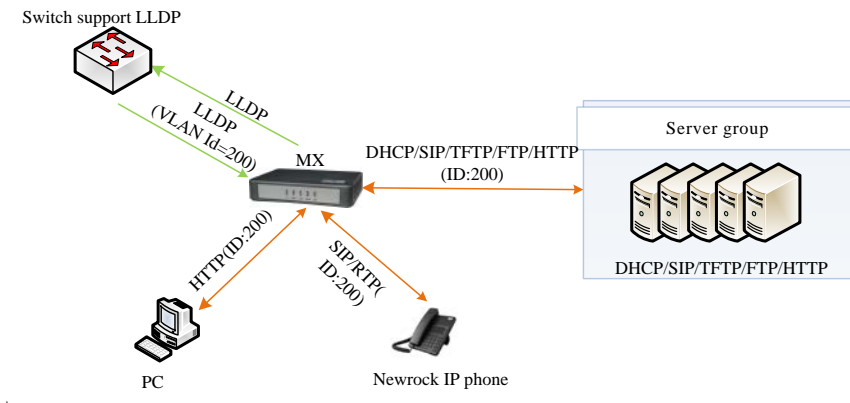 Switch support LLDP
LLDP
LLDP
(VLAN Id=200)
MX
DHCP/SIP/TFTP/FTP/HTTP
(ID:200)
Server group
DHCP/SIP/TFTP/FTP/HTTP
HTTP(ID:200)
SIP/RTP(
ID:200)
PC
Newrock IP phone